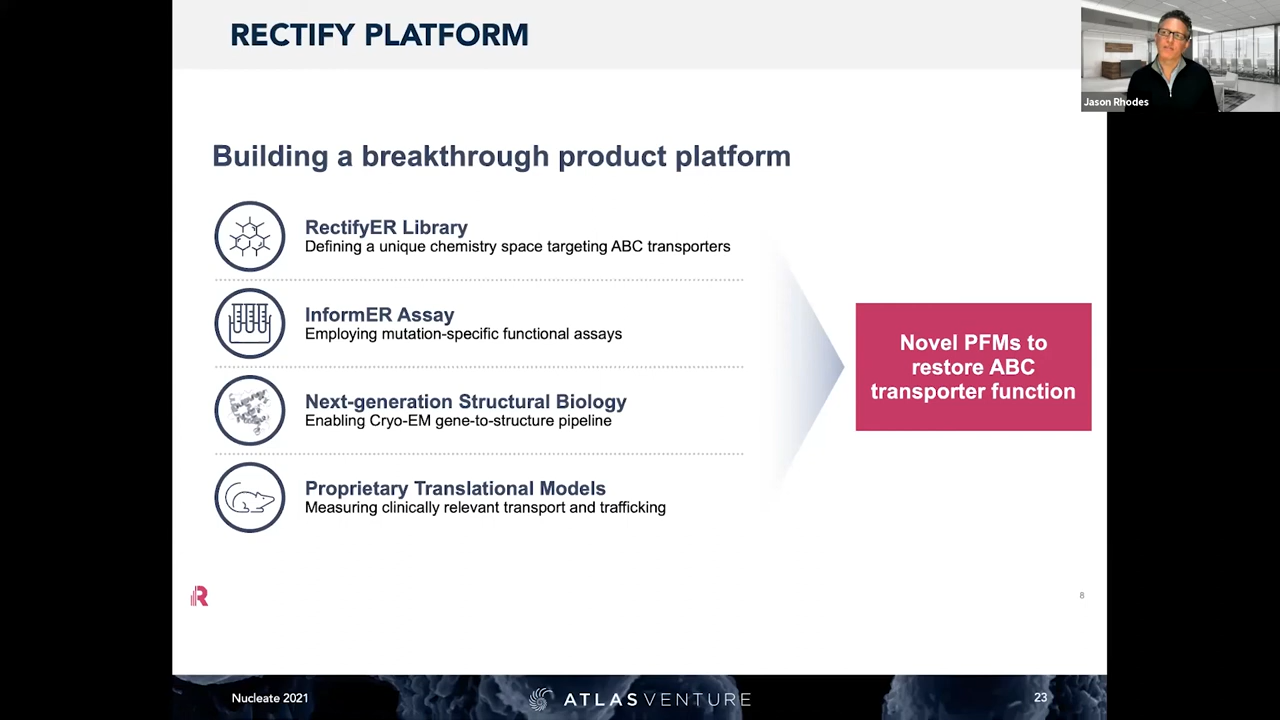 RECTIFY PLATFORM
Jason Rhodes
Building a breakthrough product platform
RectifyER Library
Defining a unique chemistry space targeting ABC transporters
InformER Assay
Employing mutation-specific functional assays
Next-generation Structural Biology
Enabling Cryo-EM gene-to-structure pipeline
Proprietary Translational Models
Measuring clinically relevant transport and trafficking
Novel PFMs to
restore ABC
transporter function
R
8
Nucleate 2021
ATLAS VENTURE
23